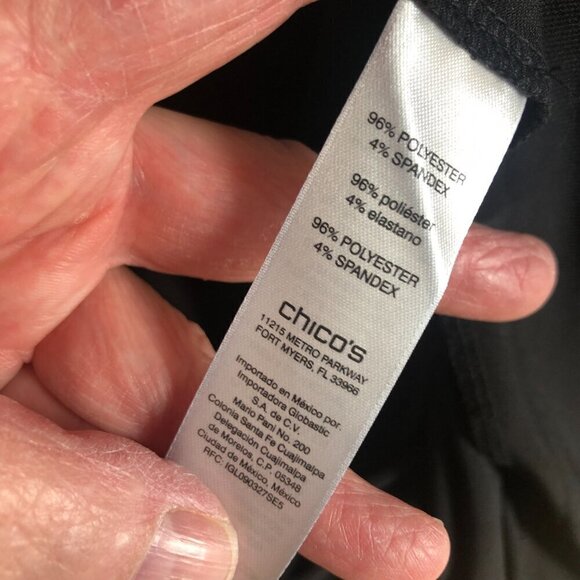 96% POLYESTER
4% SPANDEX
96% poliéster
4% elastano
96% POLYESTER
4% SPANDEX
chico's
11215 METRO PARKWAY
FORT MYERS, FL 33966
Importado en México por:
Importadora Globastic
S.A. de C.V.
Mario Pani No. 200
Colonia Santa Fe Cuajimalpa
Delegación Cuajimalpa
de Morelos, C.P. 05348
Ciudad de México, México
RFC: IGL090327SE5